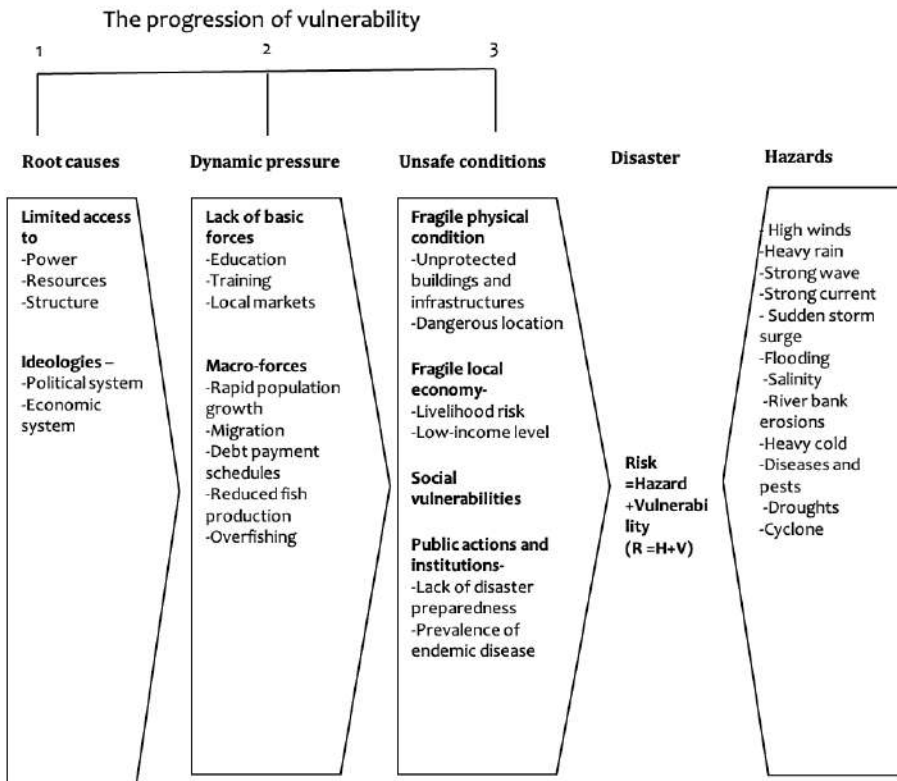 The progression of vulnerability
1
2
3
Root causes
Dynamic pressure
Unsafe conditions
Disaster
Hazards
Limited access
to
-Power
-Resources
-Structure
Ideologies –
-Political system
-Economic
system
Lack of basic
forces
-Education
-Training
-Local markets
Macro-forces
-Rapid population
growth
-Migration
-Debt payment
schedules
-Reduced fish
production
-Overfishing
Fragile physical
condition
-Unprotected
buildings and
infrastructures
-Dangerous location
Fragile local
economy-
-Livelihood risk
-Low-income level
Social
vulnerabilities
Public actions and
institutions-
-Lack of disaster
preparedness
-Prevalence of
endemic disease
Risk
=Hazard
+Vulnerabi
lity
(R =H+V)
- High winds
-Heavy rain
-Strong wave
-Strong current
- Sudden storm
surge
-Flooding
-Salinity
-River bank
erosions
-Heavy cold
-Diseases and
pests
-Droughts
-Cyclone